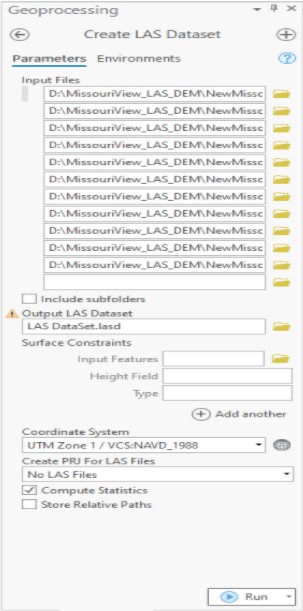 Geoprocessing
Create LAS Dataset
Parameters Environments
Input Files
D:\MissouriView_LAS_DEM\NewMissc
D:\MissouriView_LAS_DEM\NewMissc
D:\MissouriView_LAS_DEM\NewMissc
D:\MissouriView_LAS_DEM\NewMissc
D:\MissouriView_LAS_DEM\NewMissc
D:\MissouriView_LAS_DEM\NewMissc
D:\MissouriView_LAS_DEM\NewMissc
D:\MissouriView_LAS_DEM\NewMissc
D:\MissouriView_LAS_DEM\NewMissc
D:\MissouriView_LAS_DEM\NewMissc
D:\MissouriView_LAS_DEM\NewMissc
Include subfolders
Output LAS Dataset
LAS DataSet.lasd
Surface Constraints
Input Features
Height Field
Type
Add another
Coordinate System
UTM Zone 1 / VCS:NAVD_1988
Create PRJ For LAS Files
No LAS Files
Compute Statistics
Store Relative Paths
Run